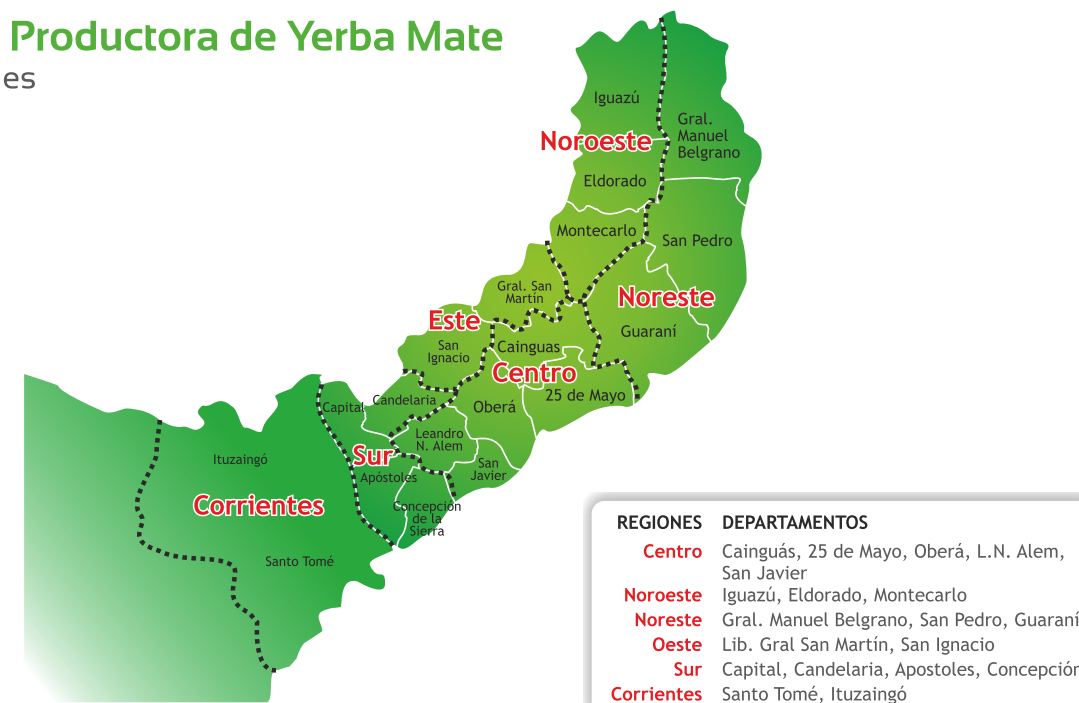 Productora de Yerba Mate
es
Iguazú
Gral.
Manuel
Belgrano
Noroeste
Eldorado
Montecarlo
San Pedro
Gral. San
Martín
Noreste
Este
Guaraní
San
Ignacio
Cainguas
Centro
25 de Mayo
Candelaria
Capital
Oberá
Leandro
N. Alem
Sur
Ituzaingó
San
Javier
Apóstoles
Corrientes
Concepción
de la
Sierra
Santo Tomé
REGIONES DEPARTAMENTOS
Centro Cainguás, 25 de Mayo, Oberá, L.N. Alem,
San Javier
Noroeste Iguazú, Eldorado, Montecarlo
Noreste Gral. Manuel Belgrano, San Pedro, Guaraní
Oeste Lib. Gral San Martín, San Ignacio
Sur Capital, Candelaria, Apostoles, Concepción
Corrientes Santo Tomé, Ituzaingó